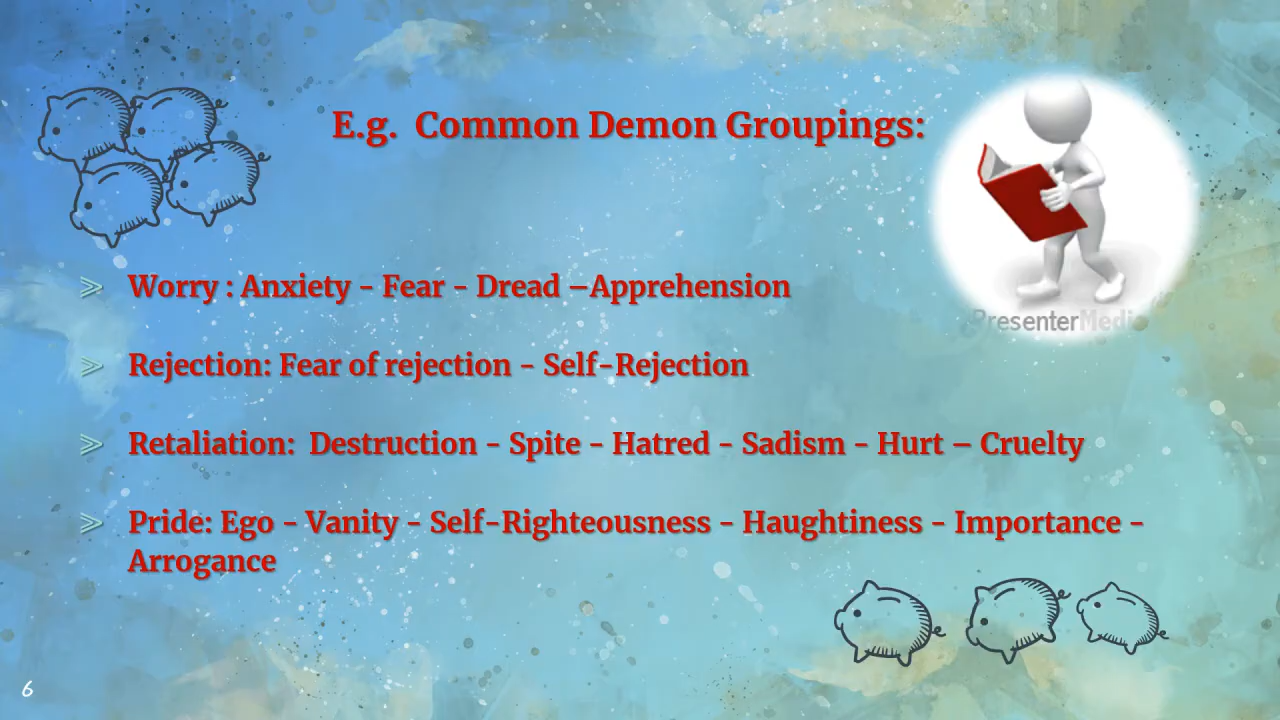 E.g.  Common Demon Groupings:
PresenterMedia
Worry : Anxiety - Fear - Dread –Apprehension
Rejection: Fear of rejection - Self-Rejection
Retaliation:  Destruction - Spite - Hatred - Sadism - Hurt – Cruelty
Pride: Ego - Vanity - Self-Righteousness - Haughtiness - Importance -
Arrogance
6